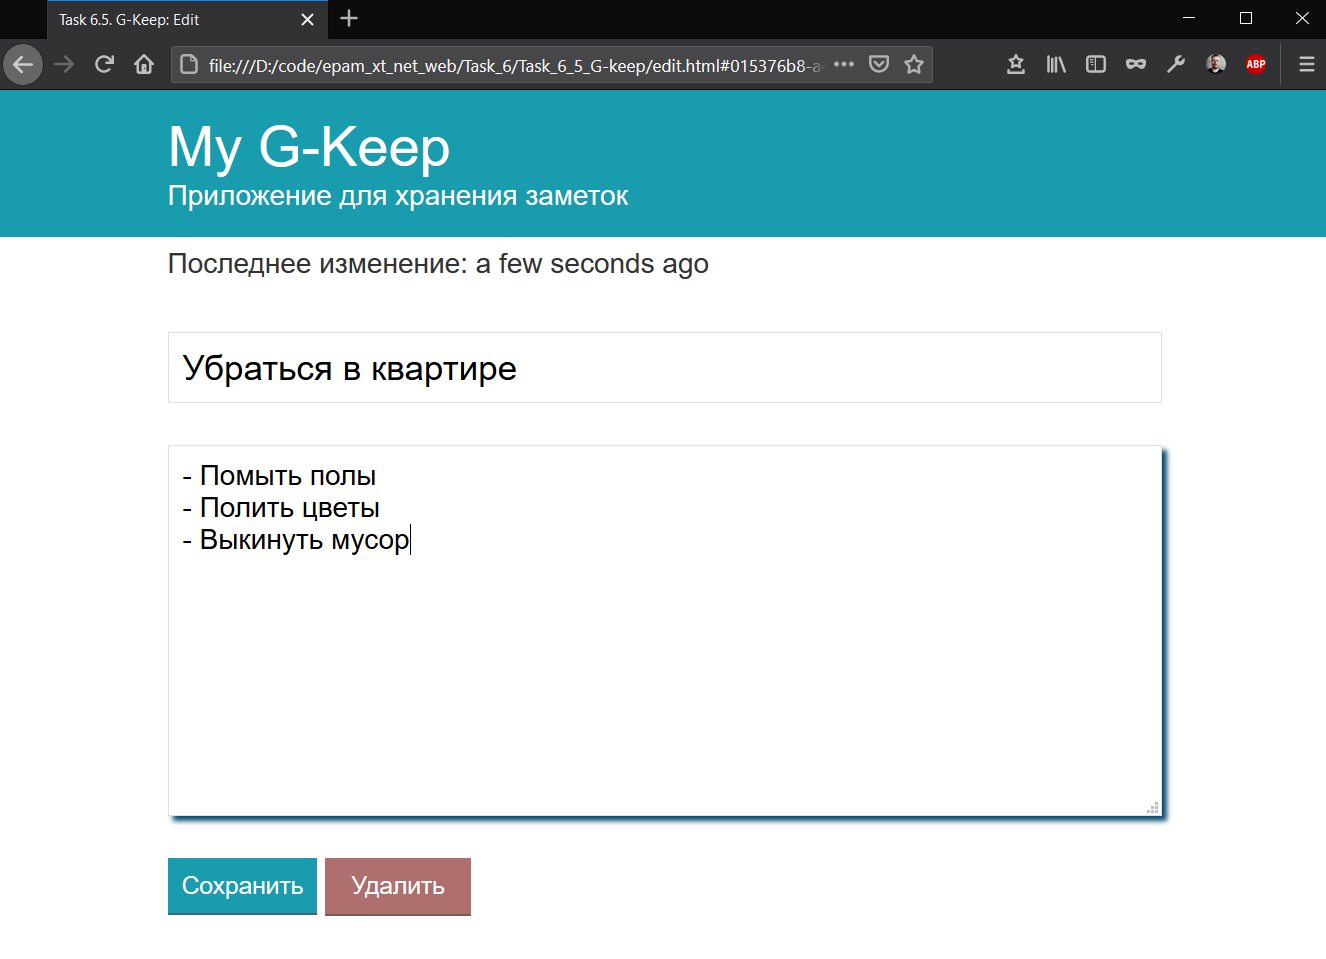 Task 6.5. G-Keep: Edit
file:///D:/code/epam_xt_net_web/Task_6/Task_6_5_G-keep/edit.html#015376b8-a
ABP
My G-Keep
Приложение для хранения заметок
Последнее изменение: a few seconds ago
Убраться в квартире
- Помыть полы
- Полить цветы
- Выкинуть мусор
Сохранить Удалить